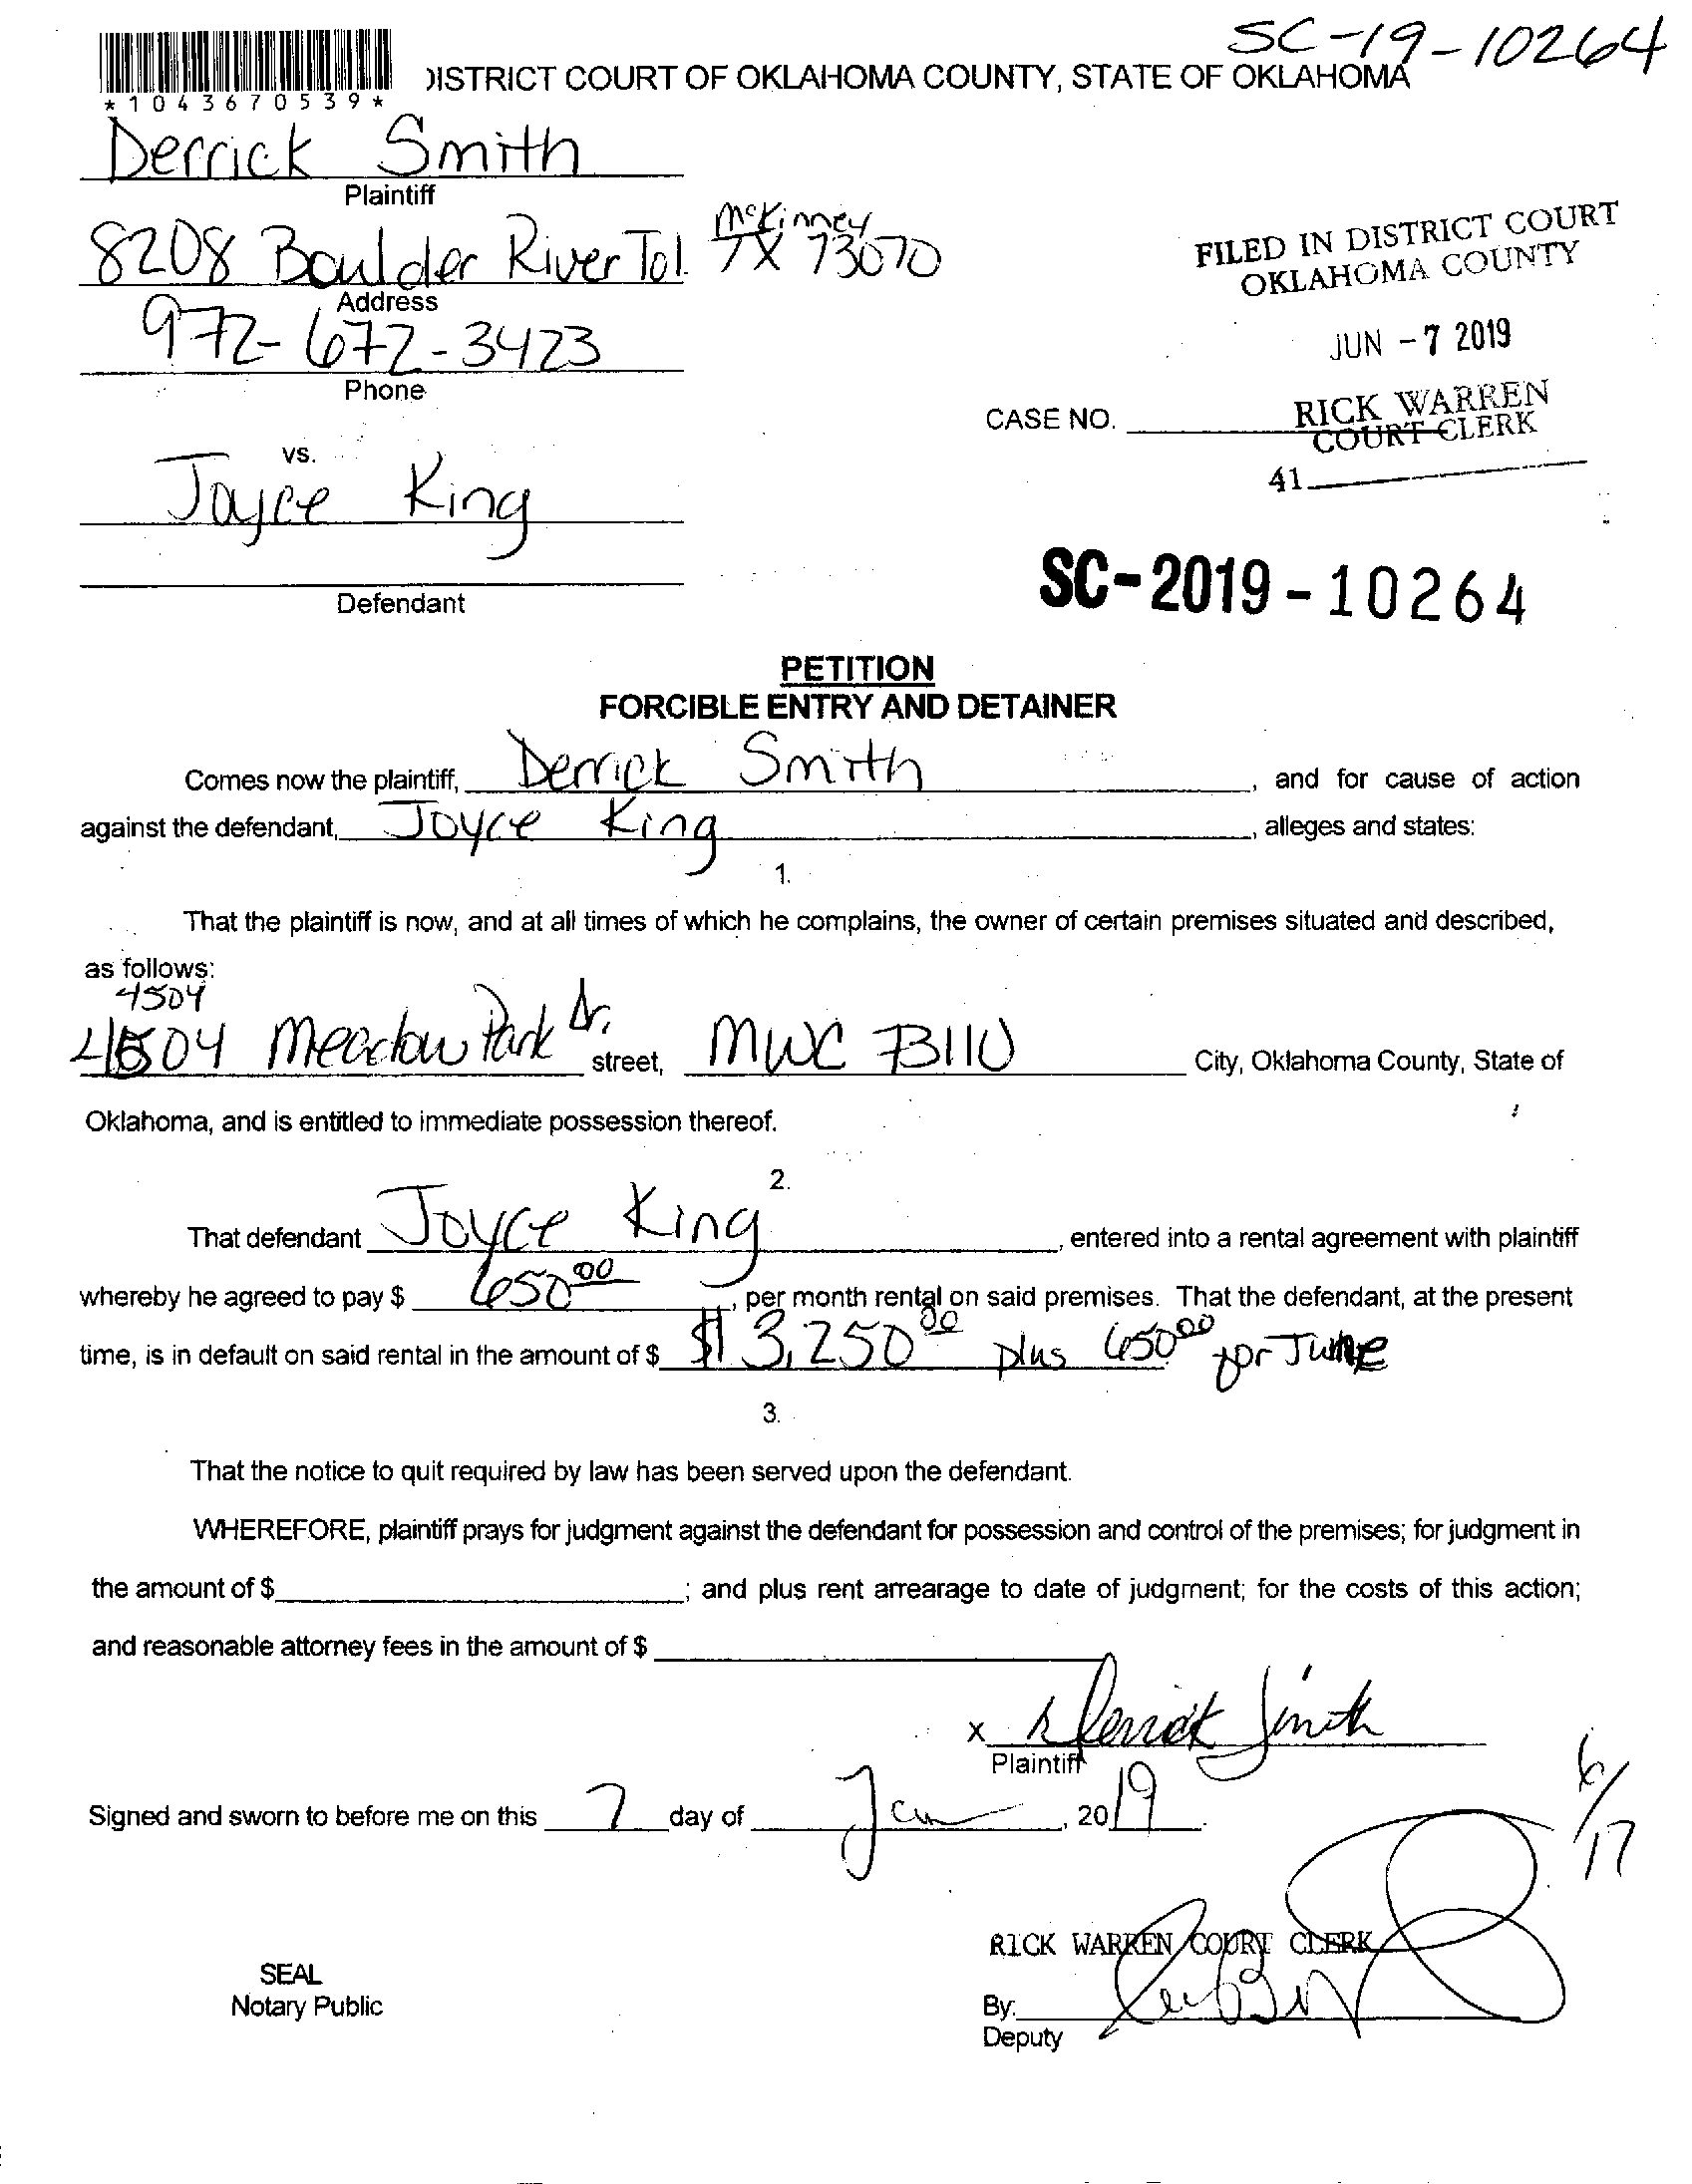 SC-19-10264
*1043670539*
DISTRICT COURT OF OKLAHOMA COUNTY, STATE OF OKLAHOMA
Derrick Smith
Plaintiff
8208 Boulder River Tol. McKinney TX 73070
Address
972-672-3423
Phone
FILED IN DISTRICT COURT
OKLAHOMA COUNTY
JUN -7 2019
RICK WARREN
COURT CLERK
41
CASE NO.
vs.
Joyce King
Defendant
SC-2019-10264
PETITION
FORCIBLE ENTRY AND DETAINER
Comes now the plaintiff, Derrick Smith, and for cause of action
against the defendant, Joyce King, alleges and states:
1.
That the plaintiff is now, and at all times of which he complains, the owner of certain premises situated and described,
as follows:
4504
4504 Meadow Park Dr. street, MWC 73110 City, Oklahoma County, State of
Oklahoma, and is entitled to immediate possession thereof.
2.
That defendant Joyce King, entered into a rental agreement with plaintiff
whereby he agreed to pay $ 650 00, per month rental on said premises. That the defendant, at the present
time, is in default on said rental in the amount of $ $ 3,250 00 plus 650 00 for June
3.
That the notice to quit required by law has been served upon the defendant.
WHEREFORE, plaintiff prays for judgment against the defendant for possession and control of the premises; for judgment in
the amount of $; and plus rent arrearage to date of judgment; for the costs of this action;
and reasonable attorney fees in the amount of $
x Derrick Smith
Plaintiff
Signed and sworn to before me on this 7 day of Jun, 2019
6/17
RICK WARREN COURT CLERK
SEAL
Notary Public
By:
Deputy